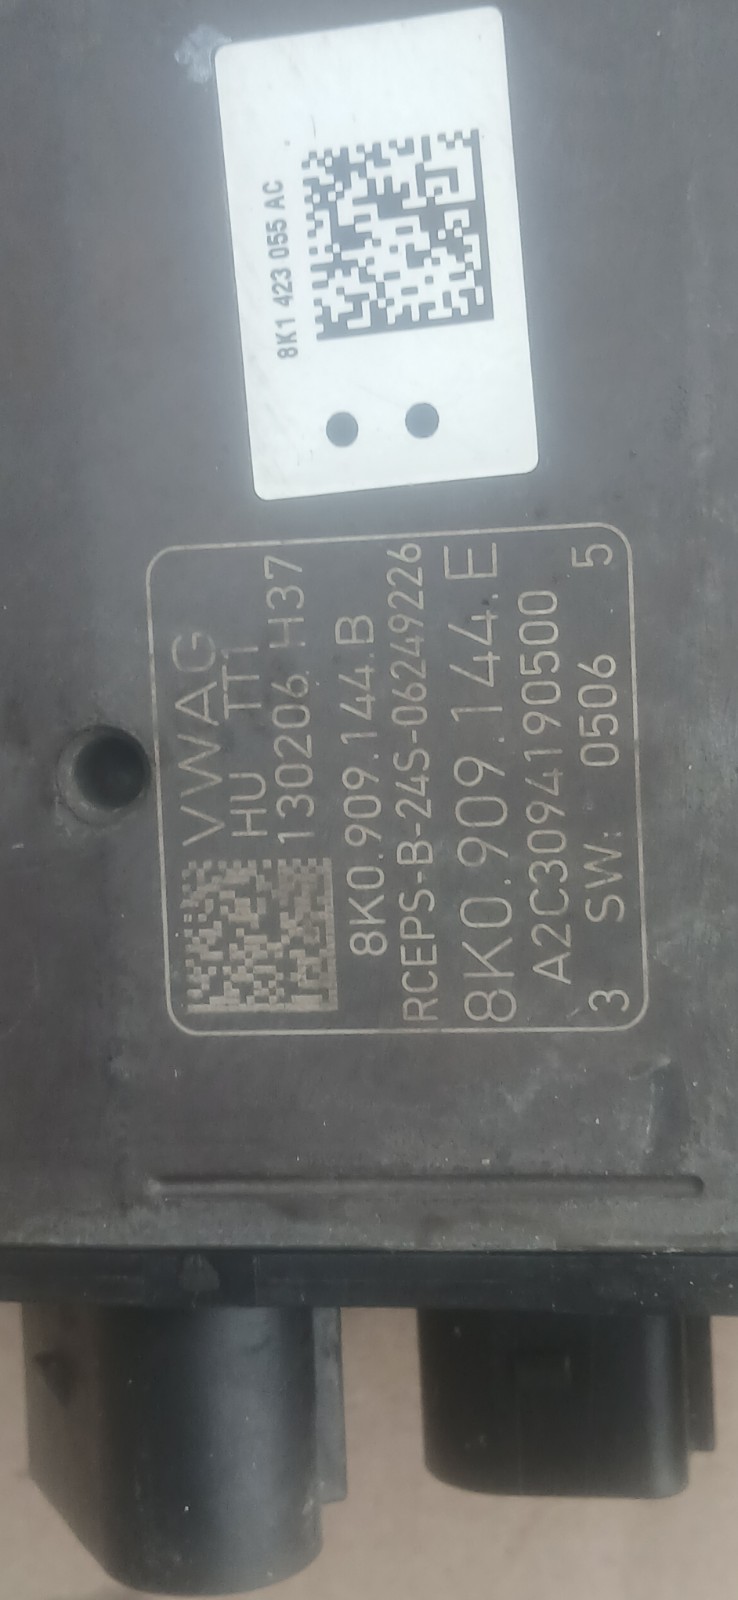 8K1 423 055 AC
VWAG
HU TT1
130206 H37
8K0.909.144.B
RCEPS-B-24S-06249226
8K0.909.144.E
A2C3094190500
3 SW: 0506 5